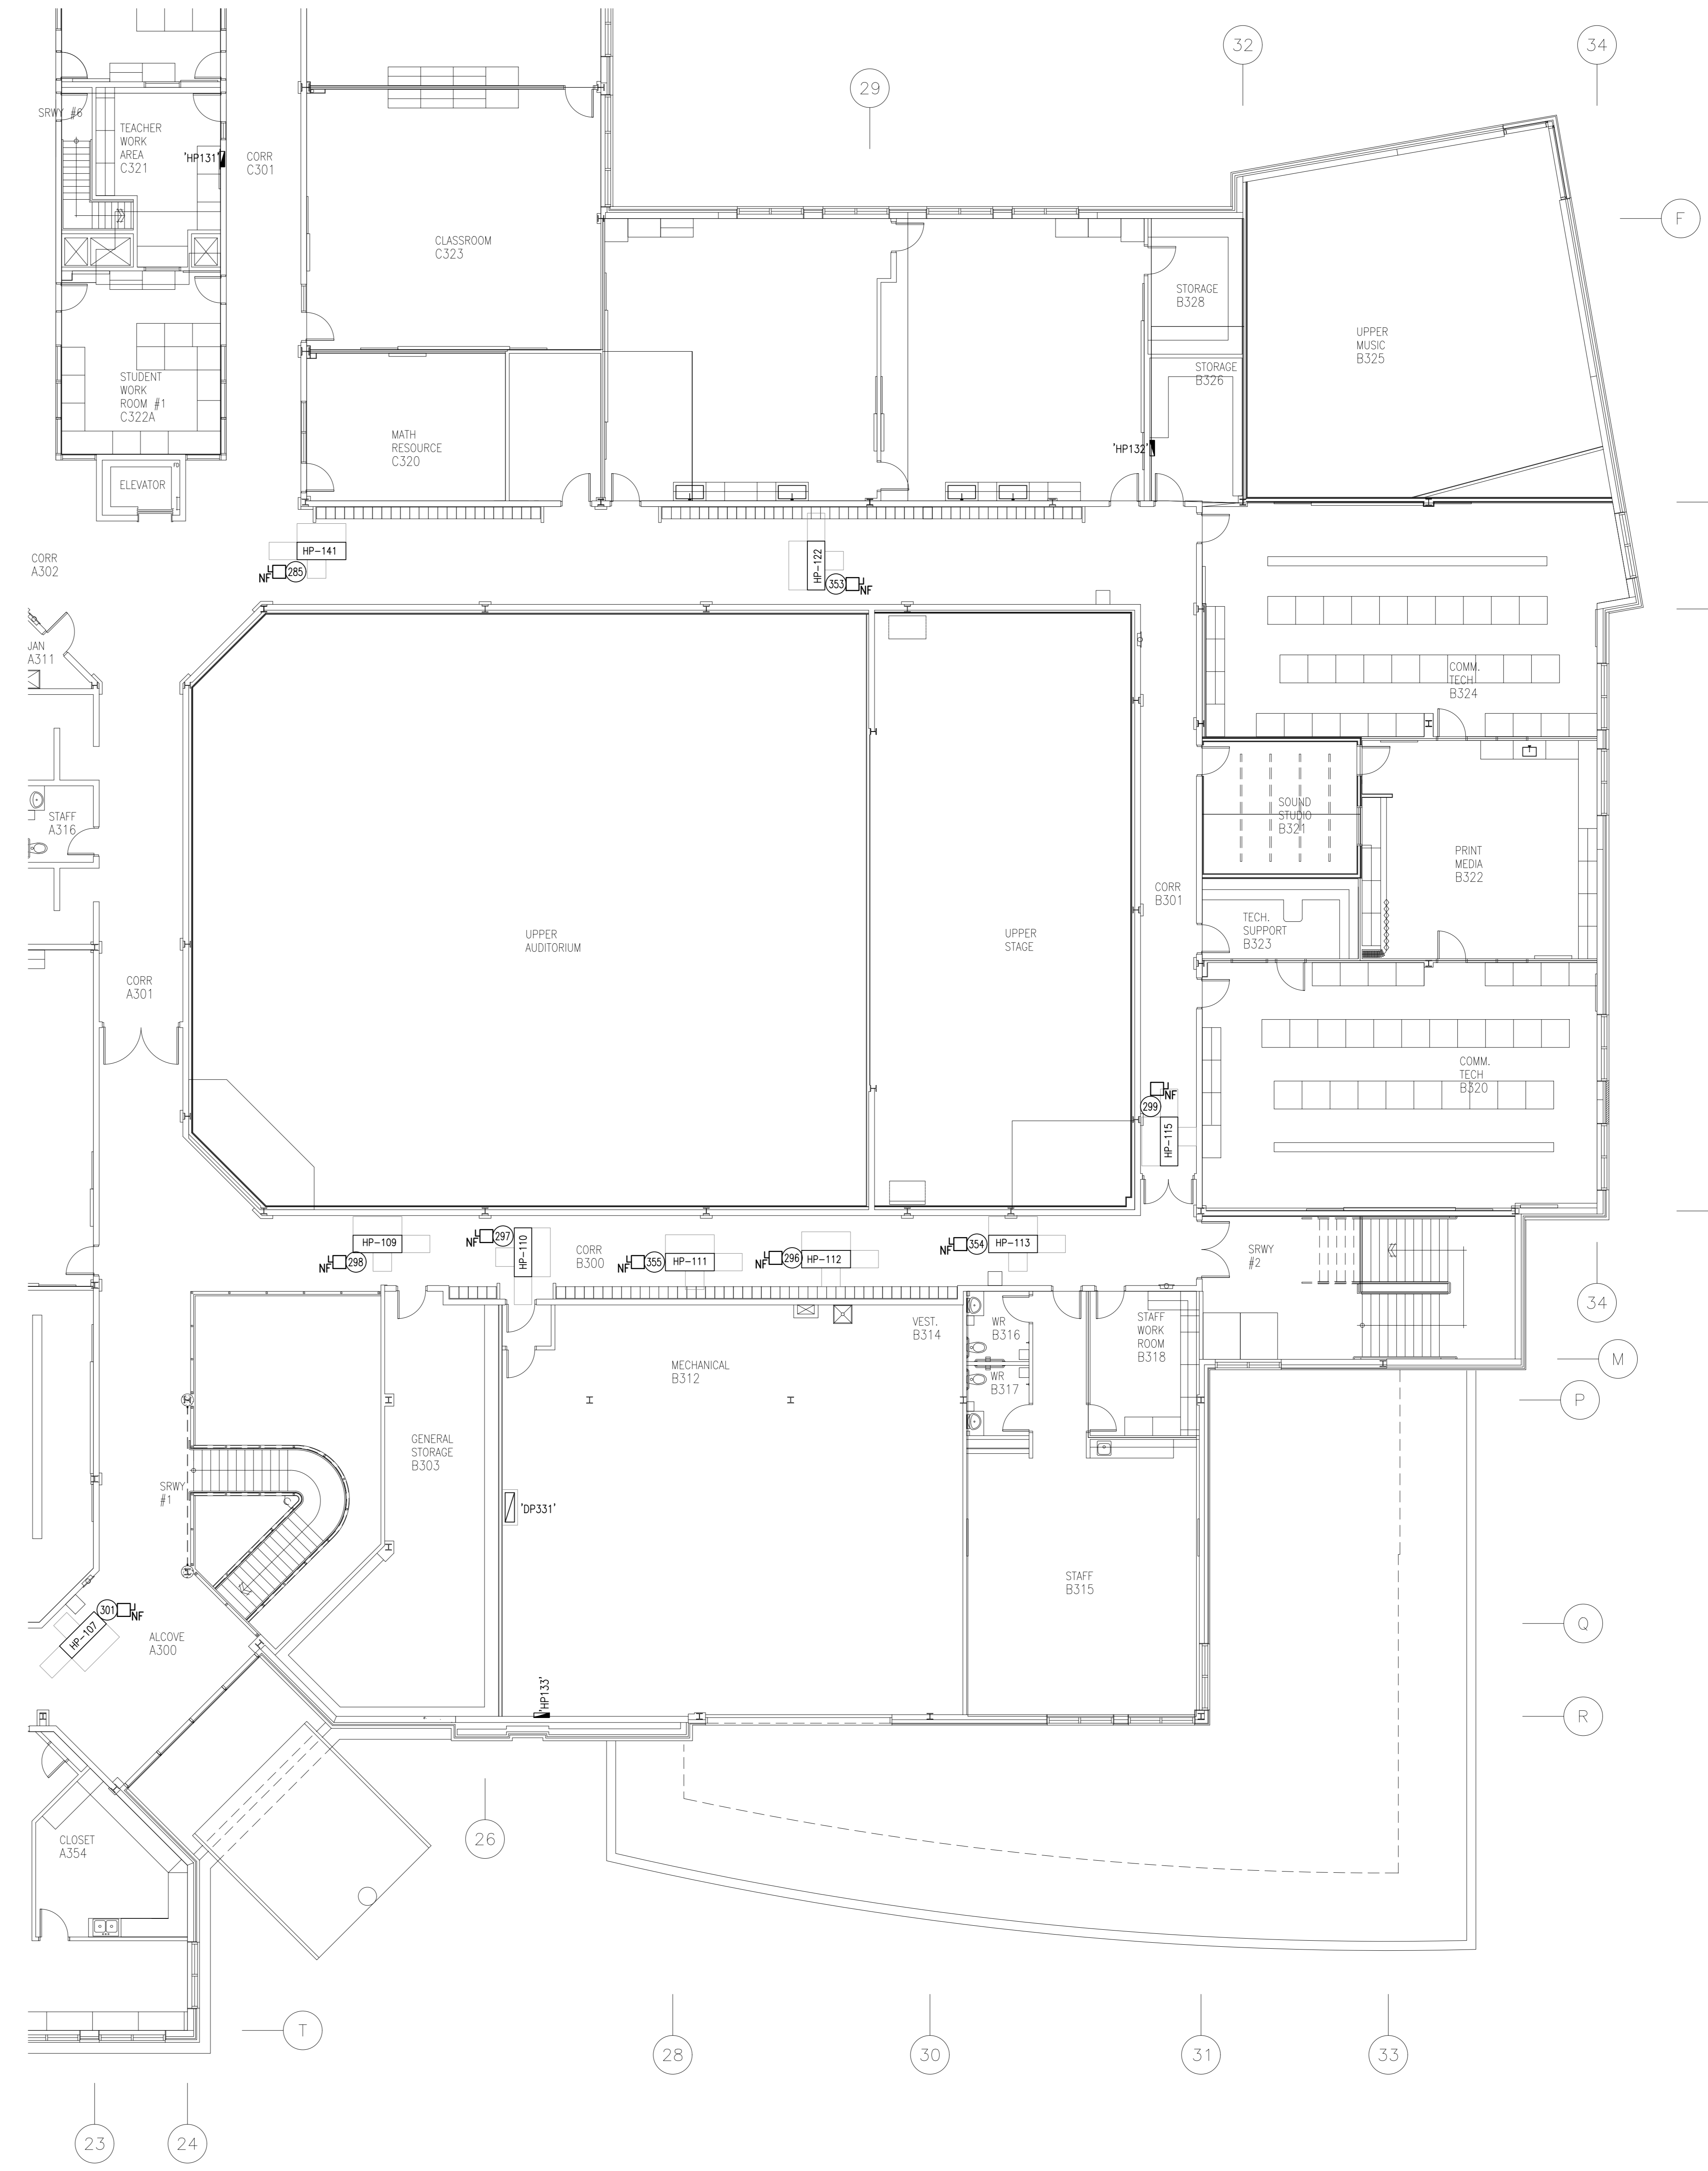 32
34
29
SRWY #6
TEACHER
WORK
AREA
C321
'HP131'
CORR
C301
F
CLASSROOM
C323
STORAGE
B328
UPPER
MUSIC
B325
STORAGE
B326
STUDENT
WORK
ROOM #1
C322A
MATH
RESOURCE
C320
'HP132'
FD
ELEVATOR
CORR
A302
HP-141
NF
285
HP-122
353
NF
JAN
A311
COMM.
TECH
B324
STAFF
A316
SOUND
STUDIO
B321
PRINT
MEDIA
B322
CORR
B301
TECH.
SUPPORT
B323
UPPER
AUDITORIUM
UPPER
STAGE
CORR
A301
COMM.
TECH
B320
NF
299
HP-115
HP-109
NF
298
NF
297
HP-110
CORR
B300
NF
355
HP-111
NF
296
HP-112
NF
354
HP-113
SRWY
#2
34
VEST.
B314
WR
B316
STAFF
WORK
ROOM
B318
M
MECHANICAL
B312
WR
B317
P
GENERAL
STORAGE
B303
SRWY
#1
'DP331'
STAFF
B315
301
NF
HP-107
ALCOVE
A300
Q
'HP133'
R
26
CLOSET
A354
T
28
30
31
33
23
24